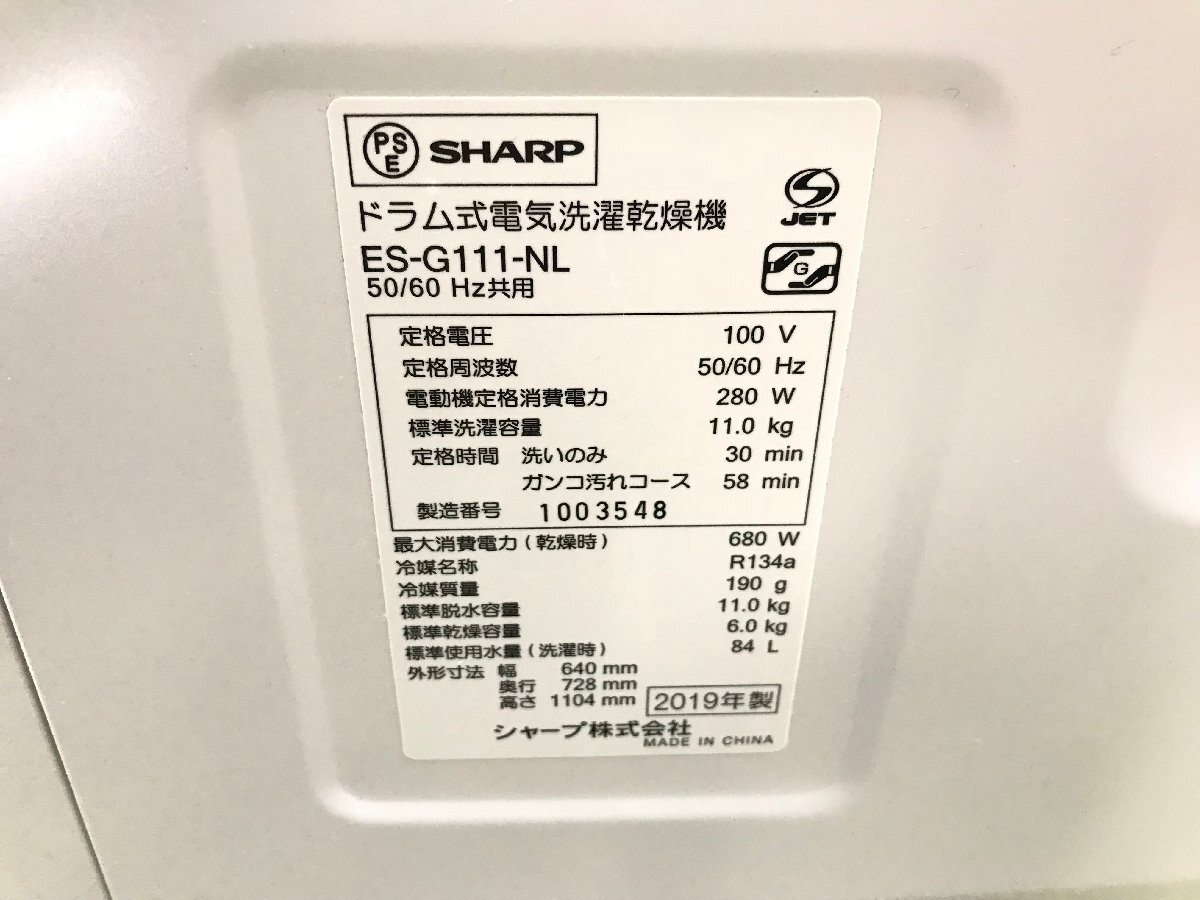 PS
E
SHARP
ドラム式電気洗濯乾燥機
S
JET
ES-G111-NL
G
50/60 Hz共用
定格電圧 100 V
定格周波数 50/60 Hz
電動機定格消費電力 280 W
標準洗濯容量 11.0 kg
定格時間 洗いのみ 30 min
ガンコ汚れコース 58 min
製造番号 1003548
最大消費電力(乾燥時) 680 W
冷媒名称 R134a
冷媒質量 190 g
標準脱水容量 11.0 kg
標準乾燥容量 6.0 kg
標準使用水量(洗濯時) 84 L
外形寸法 幅 640 mm
奥行 728 mm
高さ 1104 mm
2019年製
シャープ株式会社
MADE IN CHINA